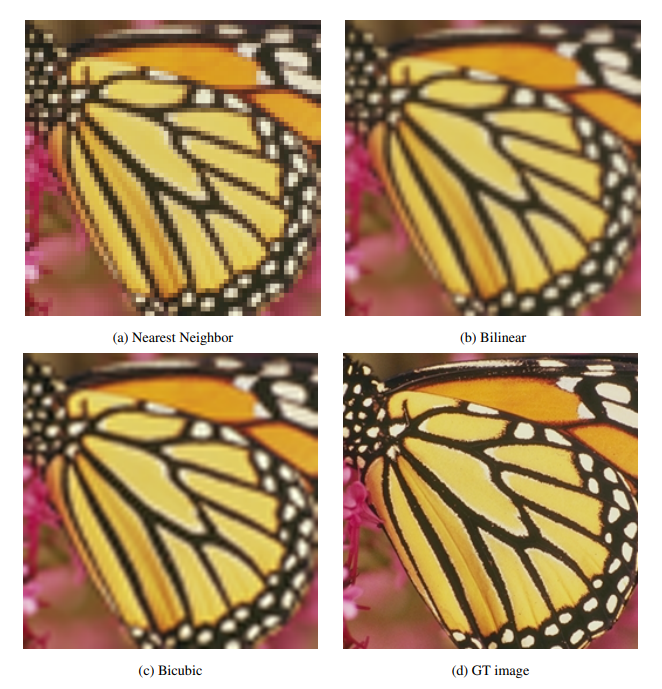 (a) Nearest Neighbor
(b) Bilinear
(c) Bicubic
(d) GT image